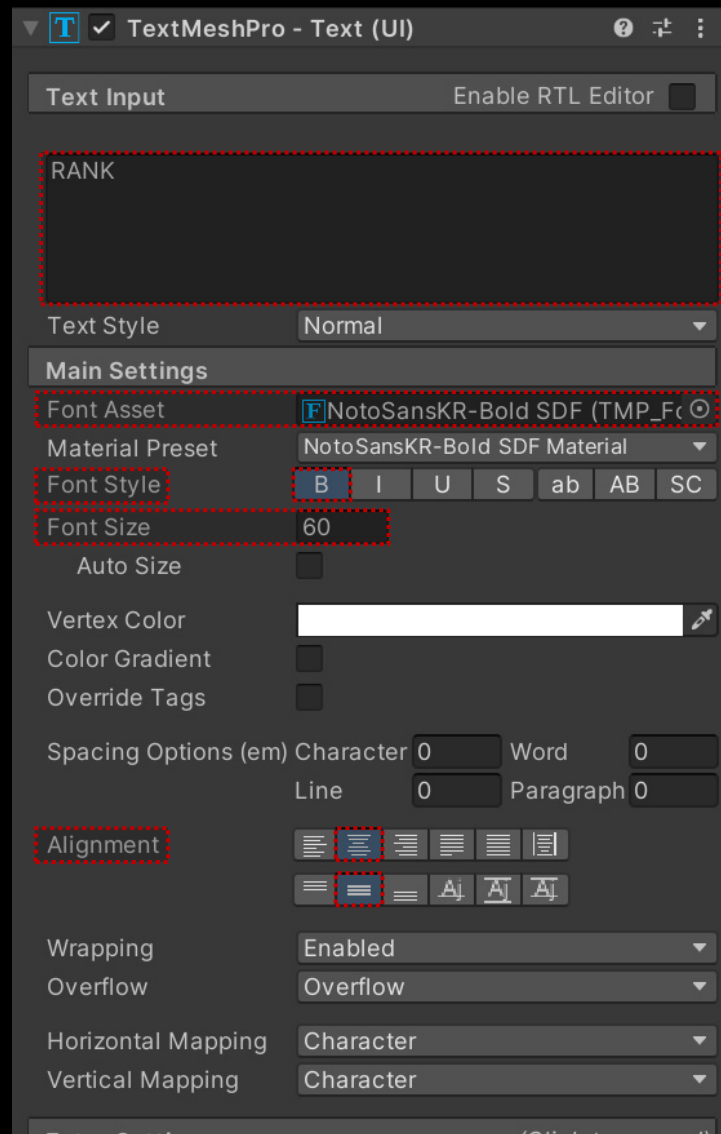 TextMeshPro - Text (UI)
Text Input Enable RTL Editor
RANK
Text Style Normal
Main Settings
Font Asset NotoSansKR-Bold SDF (TMP_Fo
Material Preset NotoSansKR-Bold SDF Material
Font Style B I U S ab AB SC
Font Size 60
Auto Size
Vertex Color
Color Gradient
Override Tags
Spacing Options (em) Character 0 Word 0
Line 0 Paragraph 0
Alignment
Wrapping Enabled
Overflow Overflow
Horizontal Mapping Character
Vertical Mapping Character